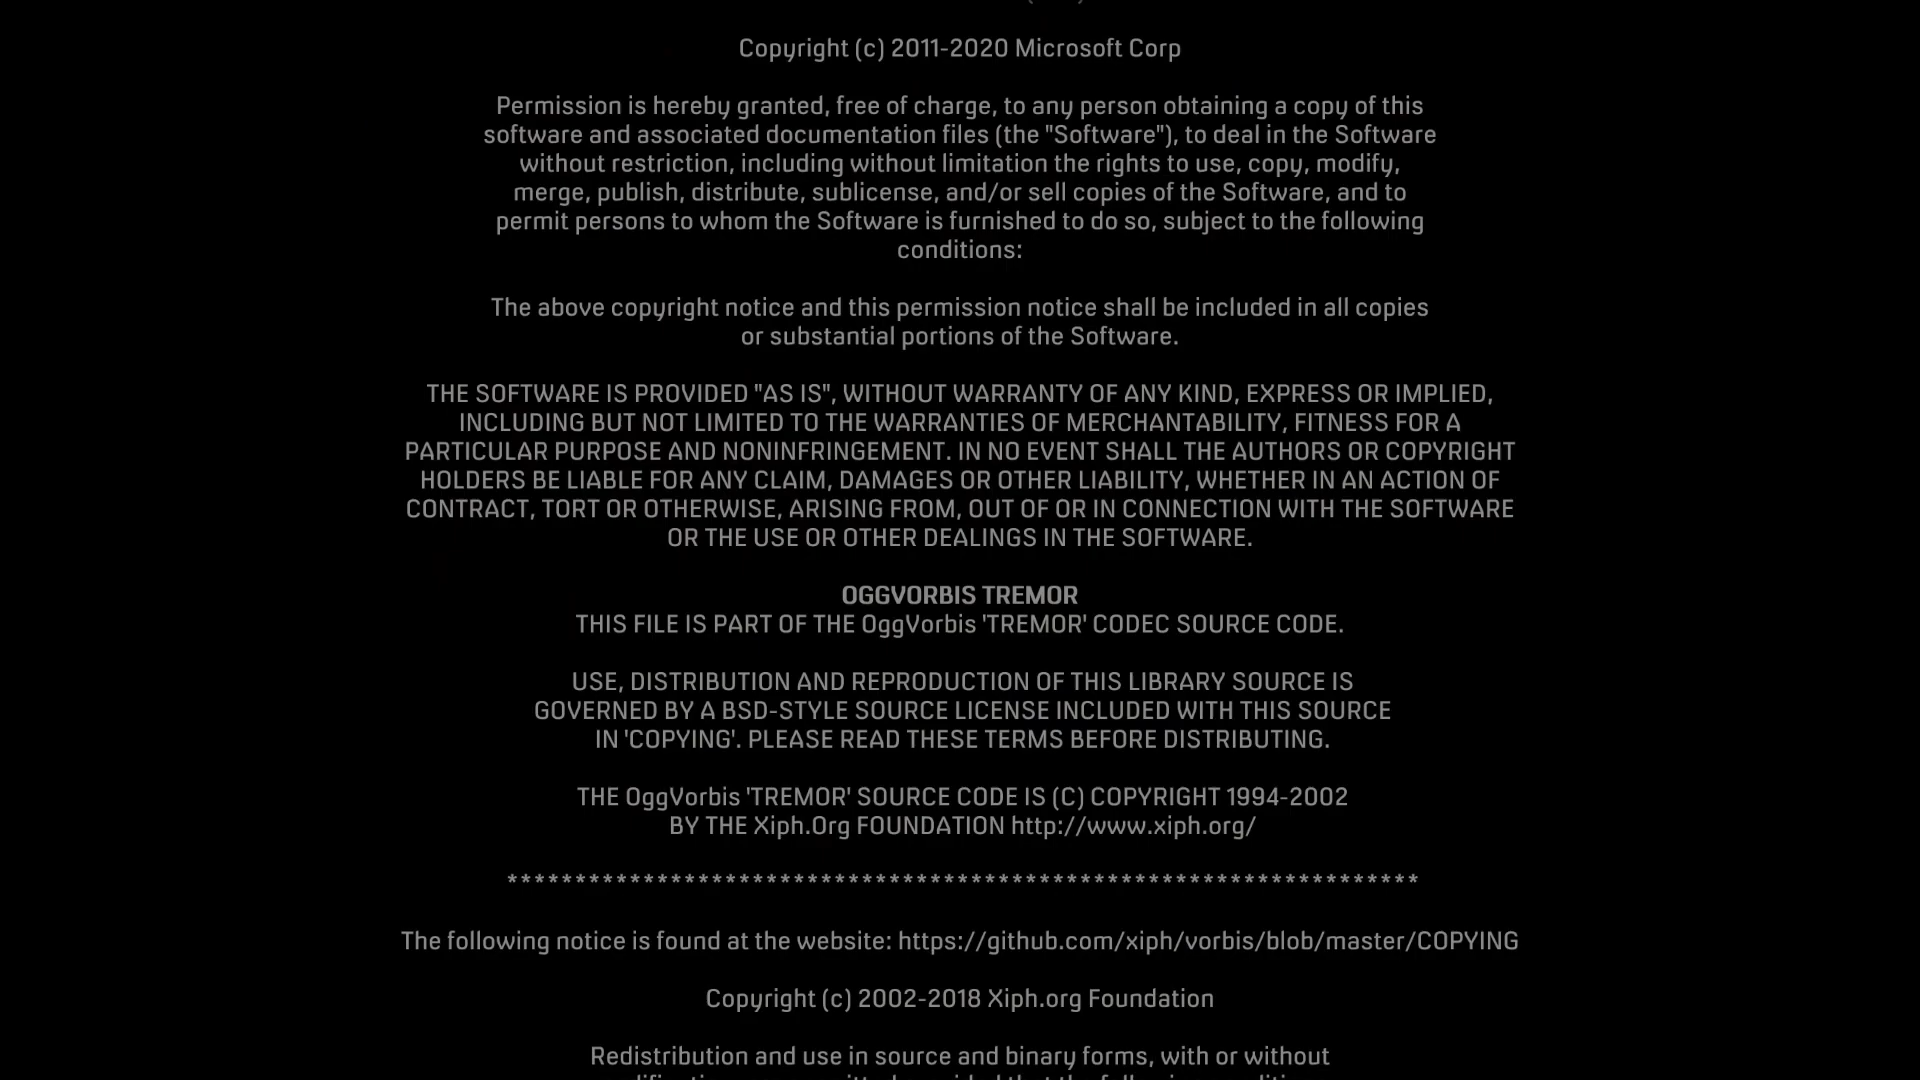 Copyright (c) 2011-2020 Microsoft Corp
Permission is hereby granted, free of charge, to any person obtaining a copy of this
software and associated documentation files (the "Software"), to deal in the Software
without restriction, including without limitation the rights to use, copy, modify,
merge, publish, distribute, sublicense, and/or sell copies of the Software, and to
permit persons to whom the Software is furnished to do so, subject to the following
conditions:
The above copyright notice and this permission notice shall be included in all copies
or substantial portions of the Software.
THE SOFTWARE IS PROVIDED "AS IS", WITHOUT WARRANTY OF ANY KIND, EXPRESS OR IMPLIED,
INCLUDING BUT NOT LIMITED TO THE WARRANTIES OF MERCHANTABILITY, FITNESS FOR A
PARTICULAR PURPOSE AND NONINFRINGEMENT. IN NO EVENT SHALL THE AUTHORS OR COPYRIGHT
HOLDERS BE LIABLE FOR ANY CLAIM, DAMAGES OR OTHER LIABILITY, WHETHER IN AN ACTION OF
CONTRACT, TORT OR OTHERWISE, ARISING FROM, OUT OF OR IN CONNECTION WITH THE SOFTWARE
OR THE USE OR OTHER DEALINGS IN THE SOFTWARE.
OGGVORBIS TREMOR
THIS FILE IS PART OF THE OggVorbis 'TREMOR' CODEC SOURCE CODE.
USE, DISTRIBUTION AND REPRODUCTION OF THIS LIBRARY SOURCE IS
GOVERNED BY A BSD-STYLE SOURCE LICENSE INCLUDED WITH THIS SOURCE
IN 'COPYING'. PLEASE READ THESE TERMS BEFORE DISTRIBUTING.
THE OggVorbis 'TREMOR' SOURCE CODE IS (C) COPYRIGHT 1994-2002
BY THE Xiph.Org FOUNDATION http://www.xiph.org/
*******************************************************************
The following notice is found at the website: https://github.com/xiph/vorbis/blob/master/COPYING
Copyright (c) 2002-2018 Xiph.org Foundation
Redistribution and use in source and binary forms, with or without